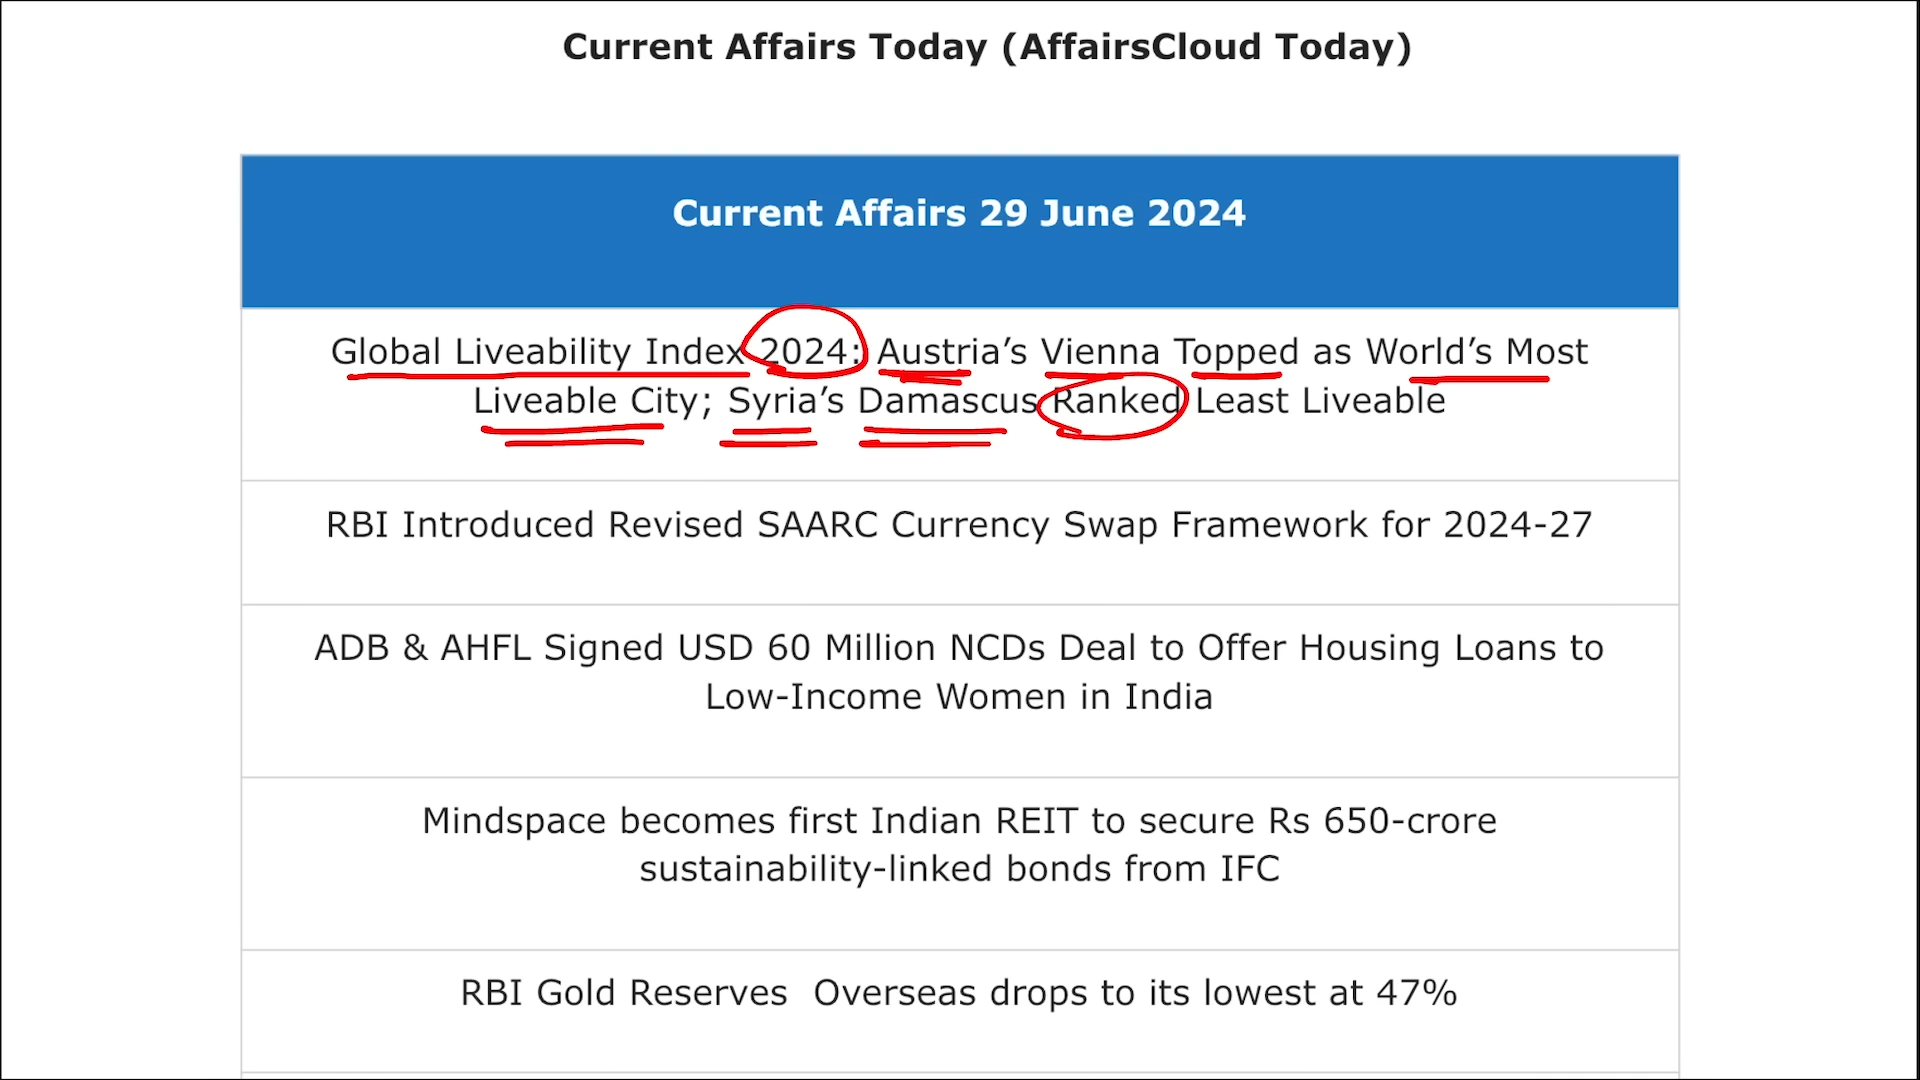 Current Affairs Today (AffairsCloud Today)
Current Affairs 29 June 2024
Global Liveability Index 2024: Austria’s Vienna Topped as World’s Most
Liveable City; Syria’s Damascus Ranked Least Liveable
RBI Introduced Revised SAARC Currency Swap Framework for 2024-27
ADB & AHFL Signed USD 60 Million NCDs Deal to Offer Housing Loans to
Low-Income Women in India
Mindspace becomes first Indian REIT to secure Rs 650-crore
sustainability-linked bonds from IFC
RBI Gold Reserves  Overseas drops to its lowest at 47%